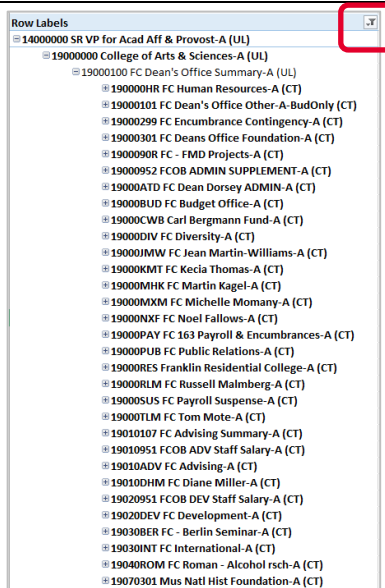 Row Labels
14000000 SR VP for Acad Aff & Provost-A (UL)
19000000 College of Arts & Sciences-A (UL)
19000100 FC Dean's Office Summary-A (UL)
190000HR FC Human Resources-A (CT)
19000101 FC Dean's Office Other-A-BudOnly (CT)
19000299 FC Encumbrance Contingency-A (CT)
19000301 FC Deans Office Foundation-A (CT)
1900090R FC - FMD Projects-A (CT)
19000952 FCOB ADMIN SUPPLEMENT-A (CT)
19000ATD FC Dean Dorsey ADMIN-A (CT)
19000BUD FC Budget Office-A (CT)
19000CWB Carl Bergmann Fund-A (CT)
19000DIV FC Diversity-A (CT)
19000JMW FC Jean Martin-Williams-A (CT)
19000KMT FC Kecia Thomas-A (CT)
19000MHK FC Martin Kagel-A (CT)
19000MXM FC Michelle Momany-A (CT)
19000NXF FC Noel Fallows-A (CT)
19000PAY FC 163 Payroll & Encumbrances-A (CT)
19000PUB FC Public Relations-A (CT)
19000RES Franklin Residential College-A (CT)
19000RLM FC Russell Malmberg-A (CT)
19000SUS FC Payroll Suspense-A (CT)
19000TLM FC Tom Mote-A (CT)
19010107 FC Advising Summary-A (CT)
19010951 FCOB ADV Staff Salary-A (CT)
19010ADV FC Advising-A (CT)
19010DHM FC Diane Miller-A (CT)
19020951 FCOB DEV Staff Salary-A (CT)
19020DEV FC Development-A (CT)
19030BER FC - Berlin Seminar-A (CT)
19030INT FC International-A (CT)
19040ROM FC Roman - Alcohol rsch-A (CT)
19070301 Mus Natl Hist Foundation-A (CT)